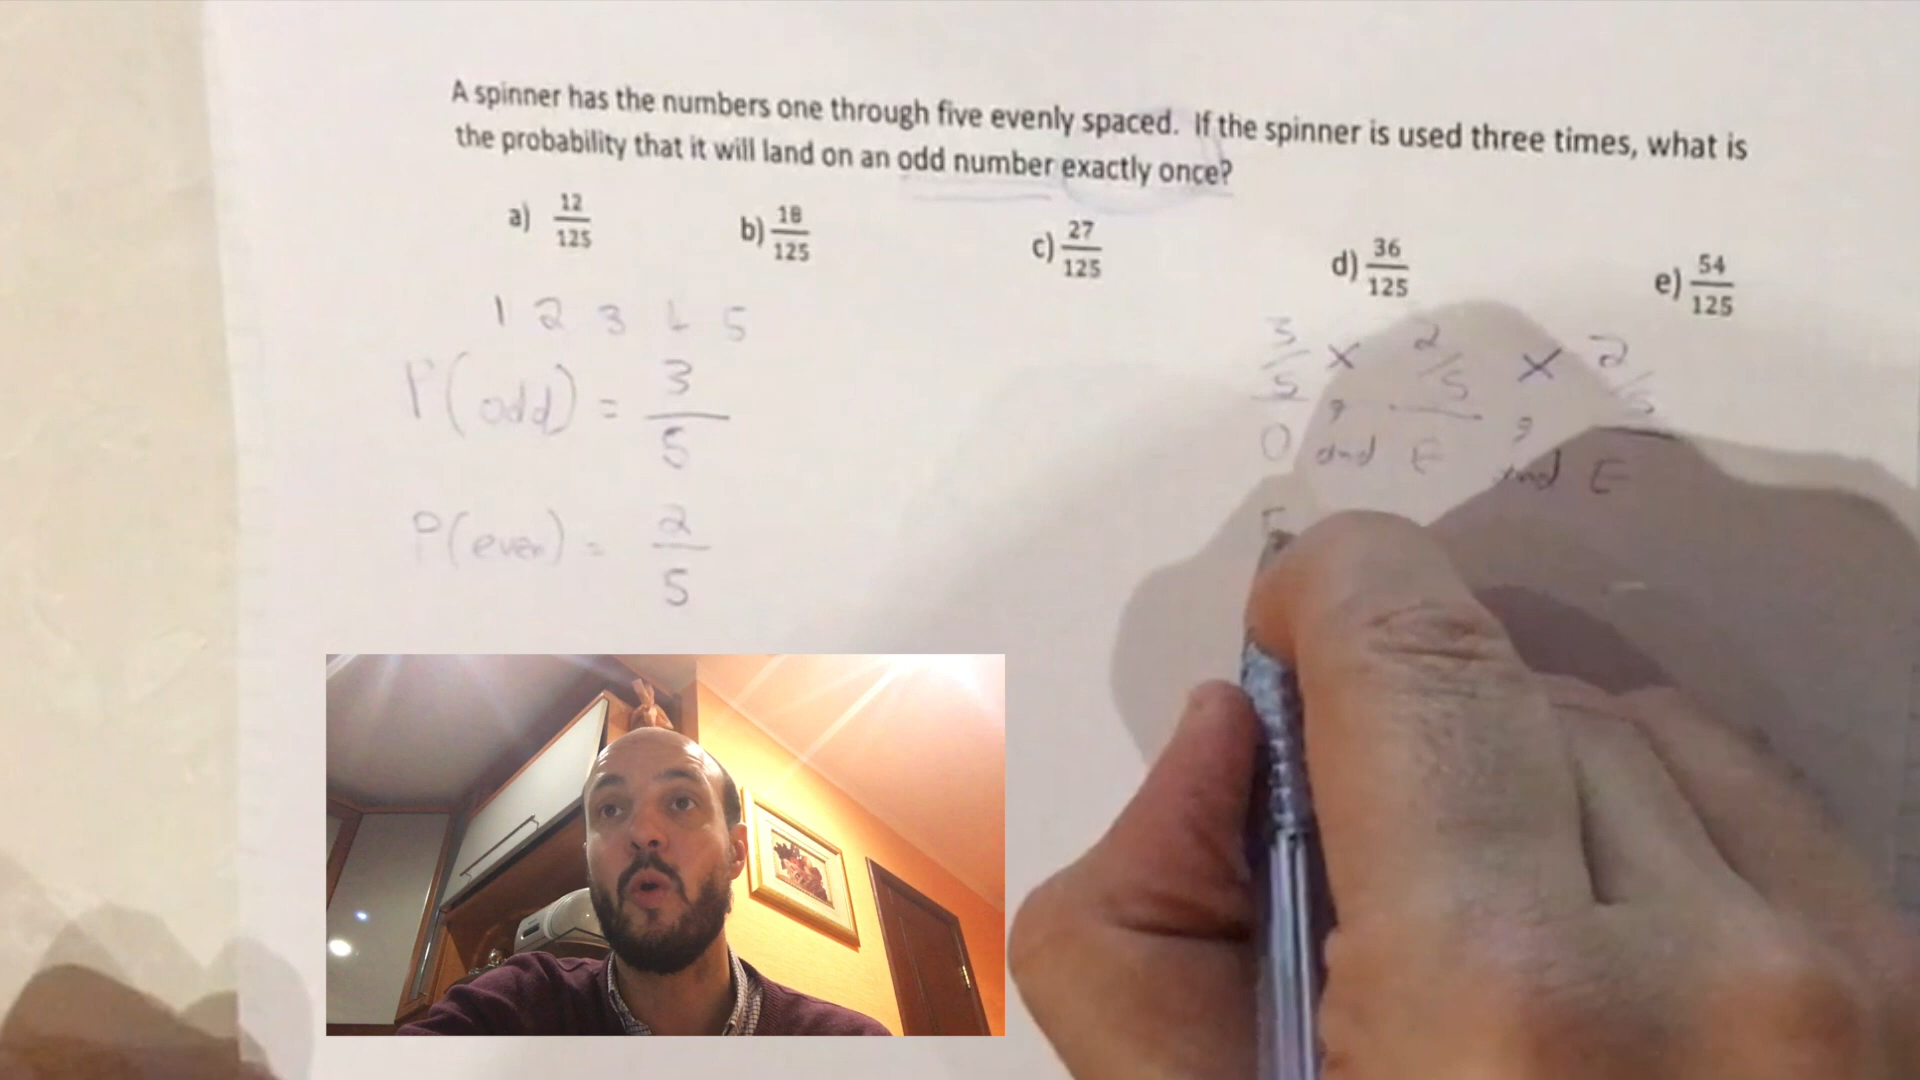 A spinner has the numbers one through five evenly spaced. If the spinner is used three times, what is
the probability that it will land on an odd number exactly once?
a) 12/125 b) 18/125 c) 27/125 d) 36/125 e) 54/125
1 2 3 4 5
P(odd) = 3/5
P(even) = 2/5
3/5 × 2/5 × 2/5
O , and E , and E